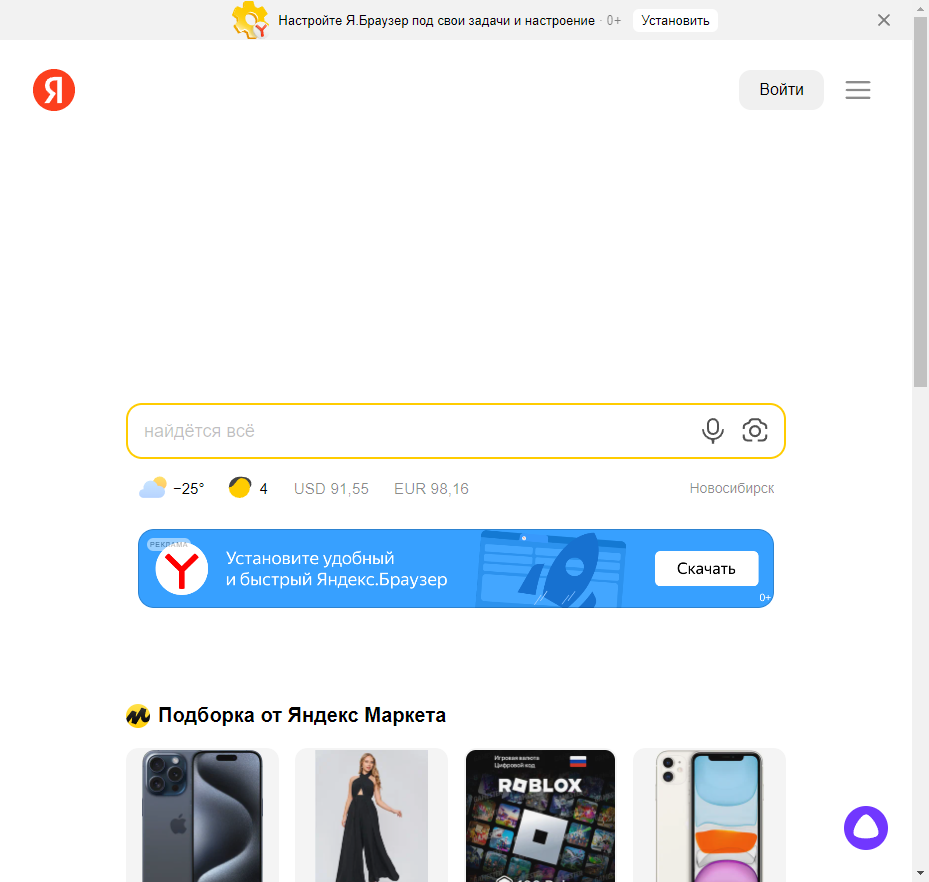 Настройте Я.Браузер под свои задачи и настроение · 0+ Установить
Я
Войти
найдётся всё
−25° 4 USD 91,55 EUR 98,16 Новосибирск
РЕКЛАМА
Y
Установите удобный
и быстрый Яндекс.Браузер
Скачать
0+
Подборка от Яндекс Маркета
Игровая валюта
Цифровой код
ROBLOX